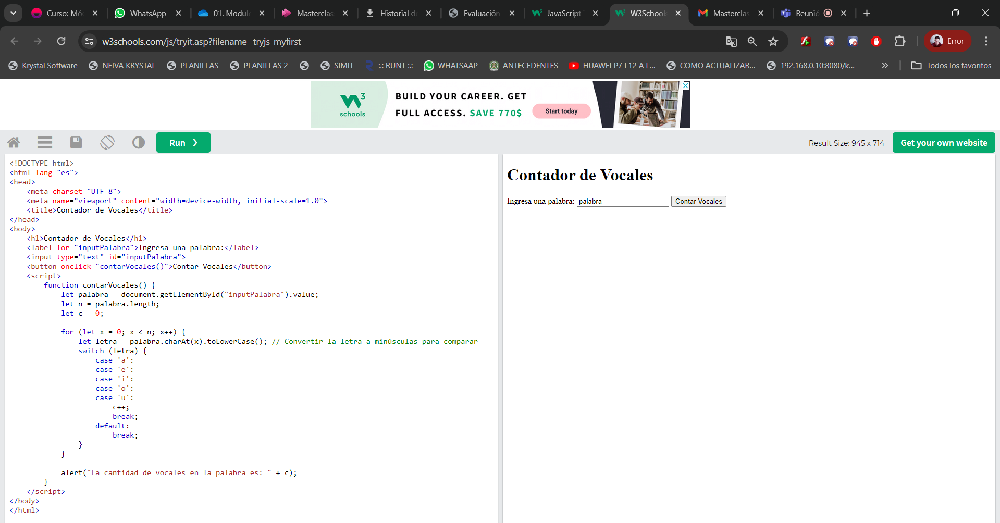 Curso: Mó
WhatsApp
01. Modulo
Masterclas
Historial de
Evaluación
JavaScript
W3Schools
Masterclas
Reunió
w3schools.com/js/tryit.asp?filename=tryjs_myfirst
Error
Krystal Software
NEIVA KRYSTAL
PLANILLAS
PLANILLAS 2
SIMIT
.:: RUNT ::.
WHATSAAP
ANTECEDENTES
HUAWEI P7 L12 A L...
COMO ACTUALIZAR...
192.168.0.10:8080/k...
Todos los favoritos
W3 schools
BUILD YOUR CAREER. GET
FULL ACCESS. SAVE 770$
Start today
Run ❯
Result Size: 945 x 714
Get your own website
<!DOCTYPE html>
<html lang="es">
<head>
    <meta charset="UTF-8">
    <meta name="viewport" content="width=device-width, initial-scale=1.0">
    <title>Contador de Vocales</title>
</head>
<body>
    <h1>Contador de Vocales</h1>
    <label for="inputPalabra">Ingresa una palabra:</label>
    <input type="text" id="inputPalabra">
    <button onclick="contarVocales()">Contar Vocales</button>
    <script>
        function contarVocales() {
            let palabra = document.getElementById("inputPalabra").value;
            let n = palabra.length;
            let c = 0;
            for (let x = 0; x < n; x++) {
                let letra = palabra.charAt(x).toLowerCase(); // Convertir la letra a minúsculas para comparar
                switch (letra) {
                    case 'a':
                    case 'e':
                    case 'i':
                    case 'o':
                    case 'u':
                        c++;
                        break;
                    default:
                        break;
                }
            }
            alert("La cantidad de vocales en la palabra es: " + c);
        }
    </script>
</body>
</html>
Contador de Vocales
Ingresa una palabra: palabra Contar Vocales